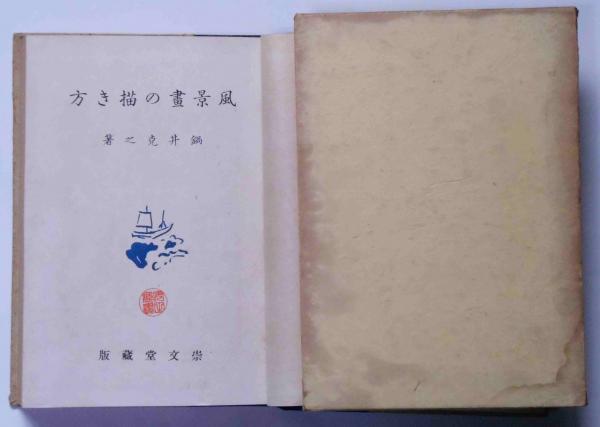 風景畫の描き方
鍋井克之著
崇文堂藏版